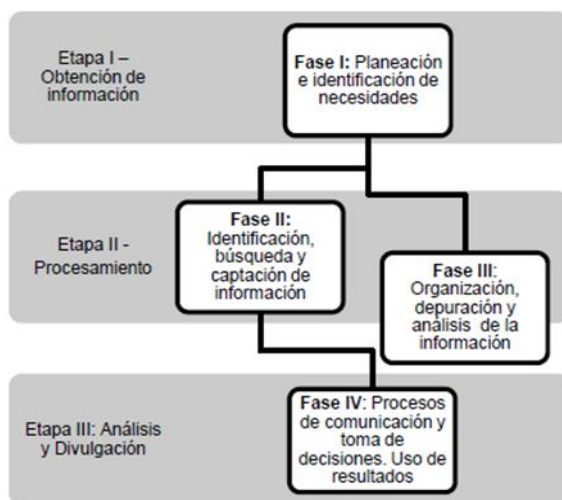 Etapa I –
Obtención de
información
Fase I: Planeación
e identificación de
necesidades
Etapa II -
Procesamiento
Fase II:
Identificación,
búsqueda y
captación de
información
Fase III:
Organización,
depuración y
análisis de la
información
Etapa III: Análisis
y Divulgación
Fase IV: Procesos
de comunicación y
toma de
decisiones. Uso de
resultados